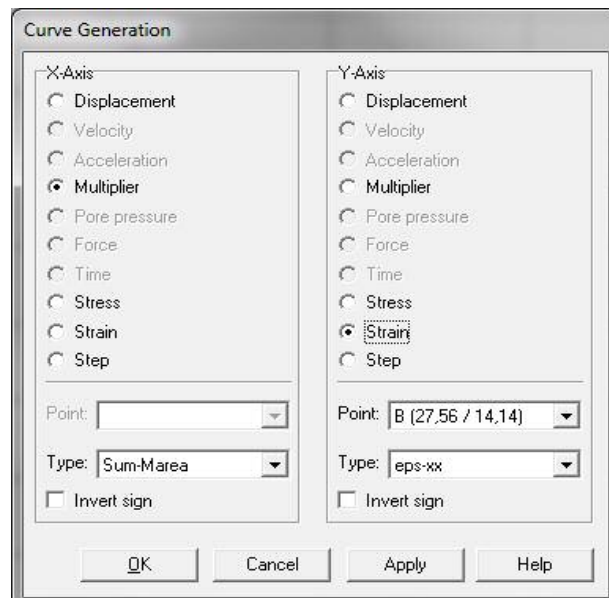 Curve Generation
X-Axis
Displacement
Velocity
Acceleration
Multiplier
Pore pressure
Force
Time
Stress
Strain
Step
Point:
Type: Sum-Marea
Invert sign
Y-Axis
Displacement
Velocity
Acceleration
Multiplier
Pore pressure
Force
Time
Stress
Strain
Step
Point: B (27,56 / 14,14)
Type: eps-xx
Invert sign
OK Cancel Apply Help